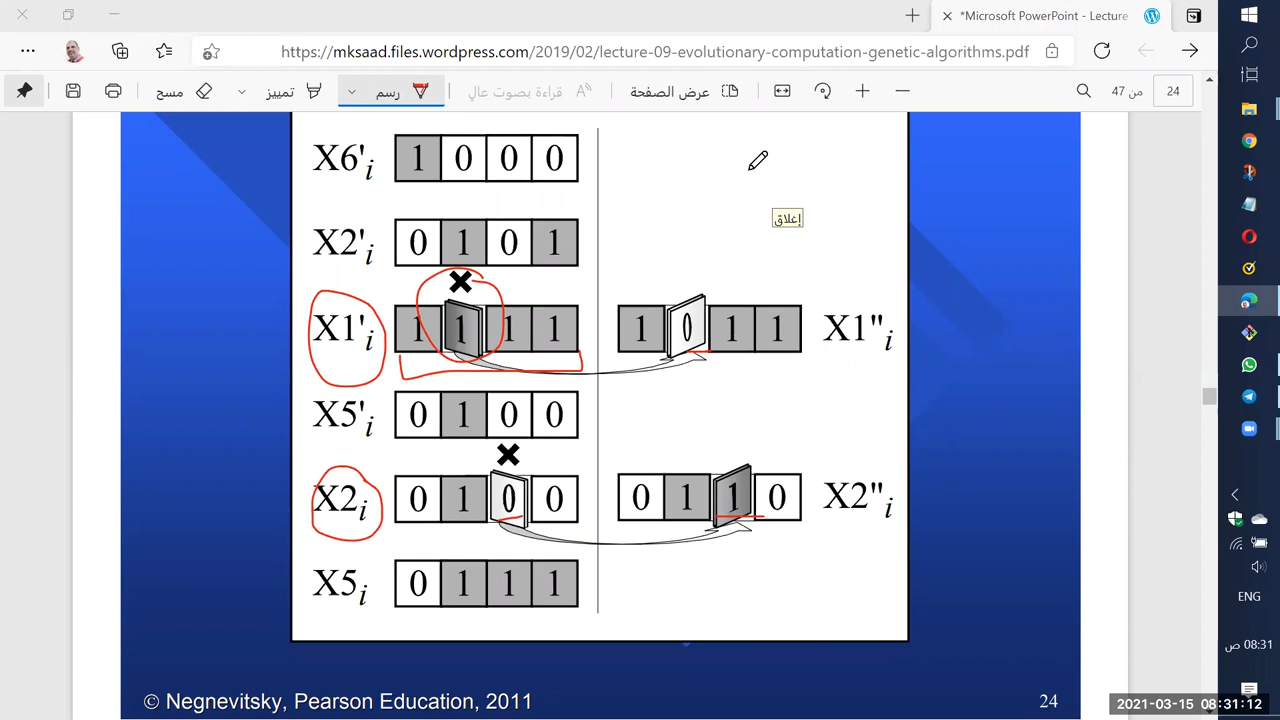 *Microsoft PowerPoint - Lecture
https://mksaad.files.wordpress.com/2019/02/lecture-09-evolutionary-computation-genetic-algorithms.pdf
مسح
تمييز
رسم
قراءة بصوت عال
عرض الصفحة
من 47
24
X6'i 1 0 0 0
إغلاق
X2'i 0 1 0 1
X1'i 1 1 1 1 1 0 1 1 X1"i
X5'i 0 1 0 0
X2i 0 1 0 0 0 1 1 0 X2"i
X5i 0 1 1 1
© Negnevitsky, Pearson Education, 2011
24
ENG
08:31 ص
2021-03-15 08:31:12